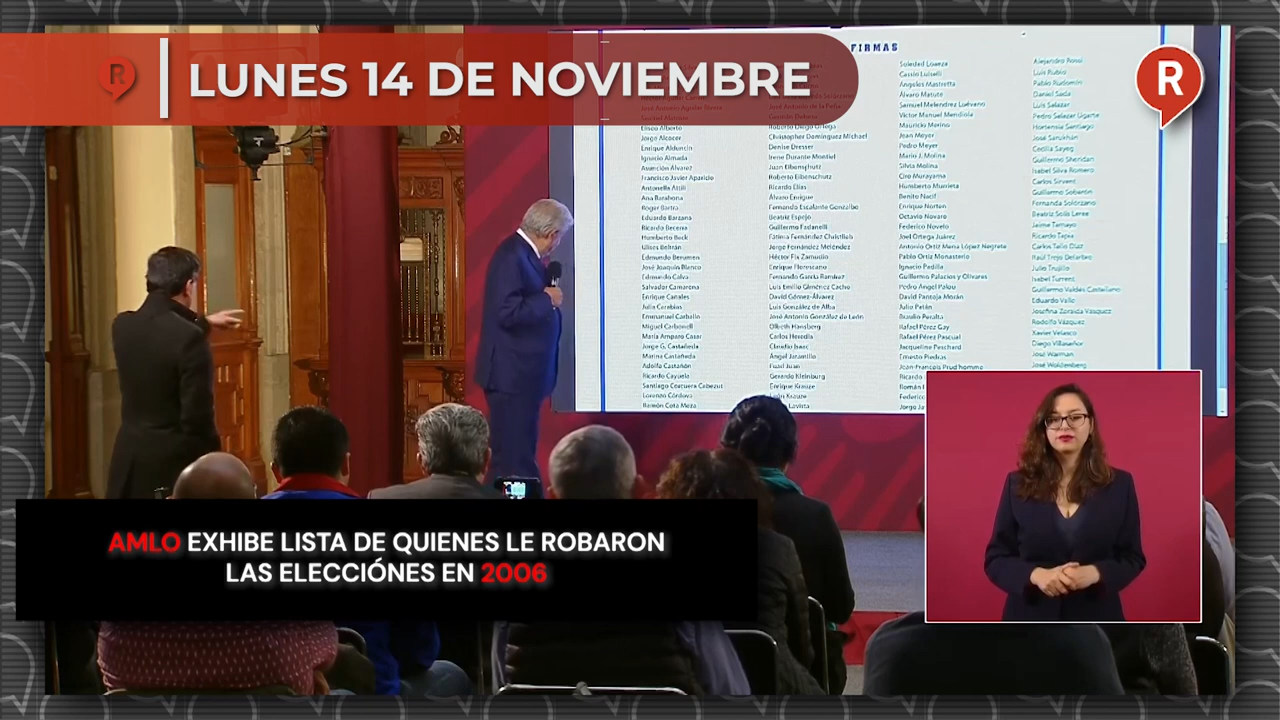 R
LUNES 14 DE NOVIEMBRE
R
FIRMAS
Eliseo Alberto
Jorge Alcocer
Enrique Alduncin
Ignacio Almada
Asunción Álvarez
Francisco Javier Aparicio
Antonella Attili
Ana Barahona
Roger Bartra
Eduardo Barzana
Ricardo Becerra
Humberto Beck
Ulises Beltrán
Edmundo Berumen
José Joaquín Blanco
Edmundo Calva
Salvador Camarena
Enrique Canales
Julia Carabias
Emmanuel Carballo
Miguel Carbonell
María Amparo Casar
Jorge G. Castañeda
Marina Castañeda
Adolfo Castañón
Ricardo Cayuela
Lorenzo Córdova
Ramón Cota Meza
Roberto Diego Ortega
Christopher Domínguez Michael
Denise Dresser
Irene Durante Montiel
Juan Eibenschutz
Roberto Eibenschutz
Ricardo Elías
Álvaro Enrigue
Fernando Escalante Gonzalbo
Beatriz Espejo
Guillermo Fadanelli
Fátima Fernández Christlieb
Jorge Fernández Meléndez
Héctor Fix Zamudio
Enrique Florescano
Fernando García Ramírez
Luis Emilio Giménez Cacho
David Gómez-Álvarez
Luis González de Alba
José Antonio González de León
Olbeth Hansberg
Carlos Heredia
Claudio Isaac
Ángel Jaramillo
Fuad Juan
Gerardo Kleinburg
Enrique Krauze
León Krauze
Soledad Loaeza
Cassio Luiselli
Ángeles Mastretta
Álvaro Matute
Samuel Melendrez Luévano
Víctor Manuel Mendiola
Mauricio Merino
Jean Meyer
Pedro Meyer
Mario J. Molina
Silvia Molina
Ciro Murayama
Humberto Murrieta
Benito Nacif
Enrique Norten
Octavio Novaro
Federico Novelo
Joel Ortega Juárez
Antonio Ortiz Mena López Negrete
Pablo Ortiz Monasterio
Ignacio Padilla
Guillermo Palacios y Olivares
Pedro Ángel Palou
David Pantoja Morán
Julio Patán
Braulio Peralta
Rafael Pérez Gay
Rafael Pérez Pascual
Jacqueline Peschard
Ernesto Piedras
Jean-François Prud'homme
Ricardo
Federico
Alejandro Rossi
Luis Rubio
Pablo Rudomín
Daniel Sada
Luis Salazar
Pedro Salazar Ugarte
Hortensia Santiago
José Sarukhán
Cecilia Sayeg
Guillermo Sheridan
Isabel Silva Romero
Carlos Sirvent
Guillermo Soberón
Fernanda Solórzano
Beatriz Solís Leree
Jaime Tamayo
Ricardo Tapia
Carlos Tello Díaz
Raúl Trejo Delarbre
Julio Trujillo
Isabel Turrent
Guillermo Valdés Castellanos
Eduardo Valle
Josefina Zoraida Vázquez
Rodolfo Vázquez
Xavier Velasco
Diego Villaseñor
José Warman
José Woldenberg
AMLO EXHIBE LISTA DE QUIENES LE ROBARON
LAS ELECCIÓNES EN 2006